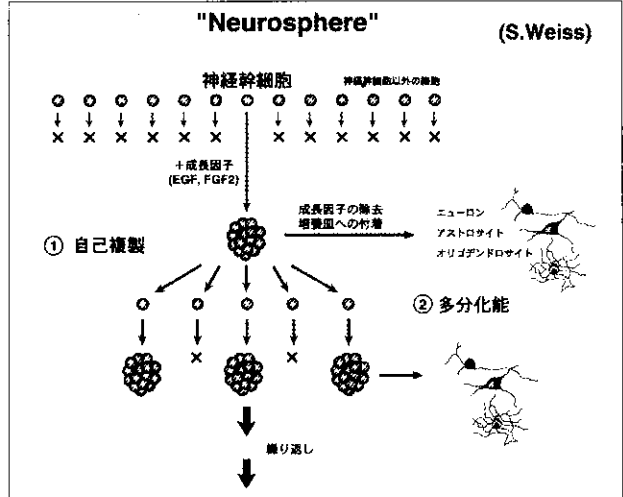 "Neurosphere"
(S.Weiss)
神経幹細胞
神経幹細胞以外の細胞
＋成長因子
(EGF, FGF2)
成長因子の除去
培養皿への付着
ニューロン
アストロサイト
オリゴデンドロサイト
① 自己複製
② 多分化能
繰り返し